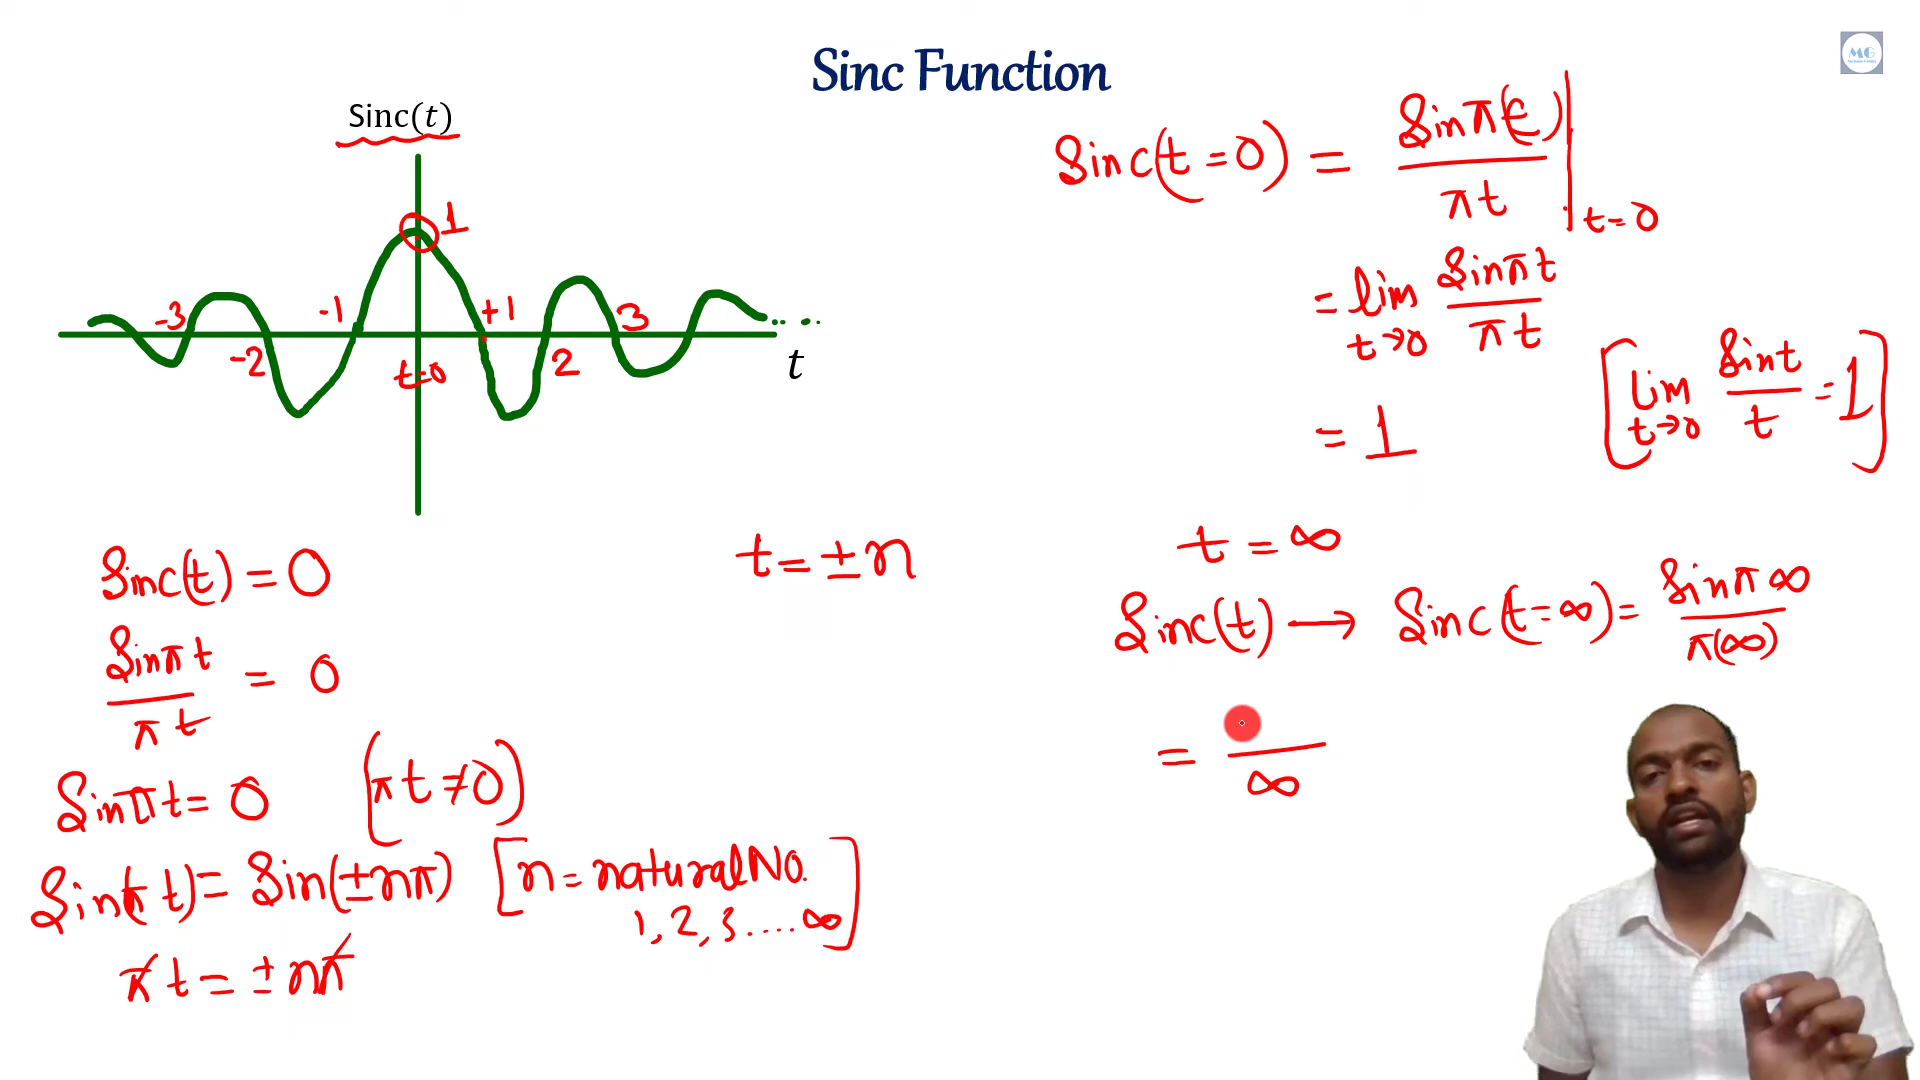 Sinc Function
MG
Sinc(t)
1
-3 -2 -1 t=0 +1 2 3
t
Sinc(t=0) = Sinπ(t) / πt | t=0
= lim t→0 Sinπt / πt
= 1
[lim t→0 Sint / t = 1]
Sinc(t) = 0
Sinπt / πt = 0
Sinπt = 0 (πt ≠ 0)
Sin(πt) = Sin(±nπ) [n = natural No.
1, 2, 3 .... ∞]
πt = ±nπ
t = ±n
t = ∞
Sinc(t) → Sinc(t=∞) = Sinπ∞ / π(∞)
= / ∞